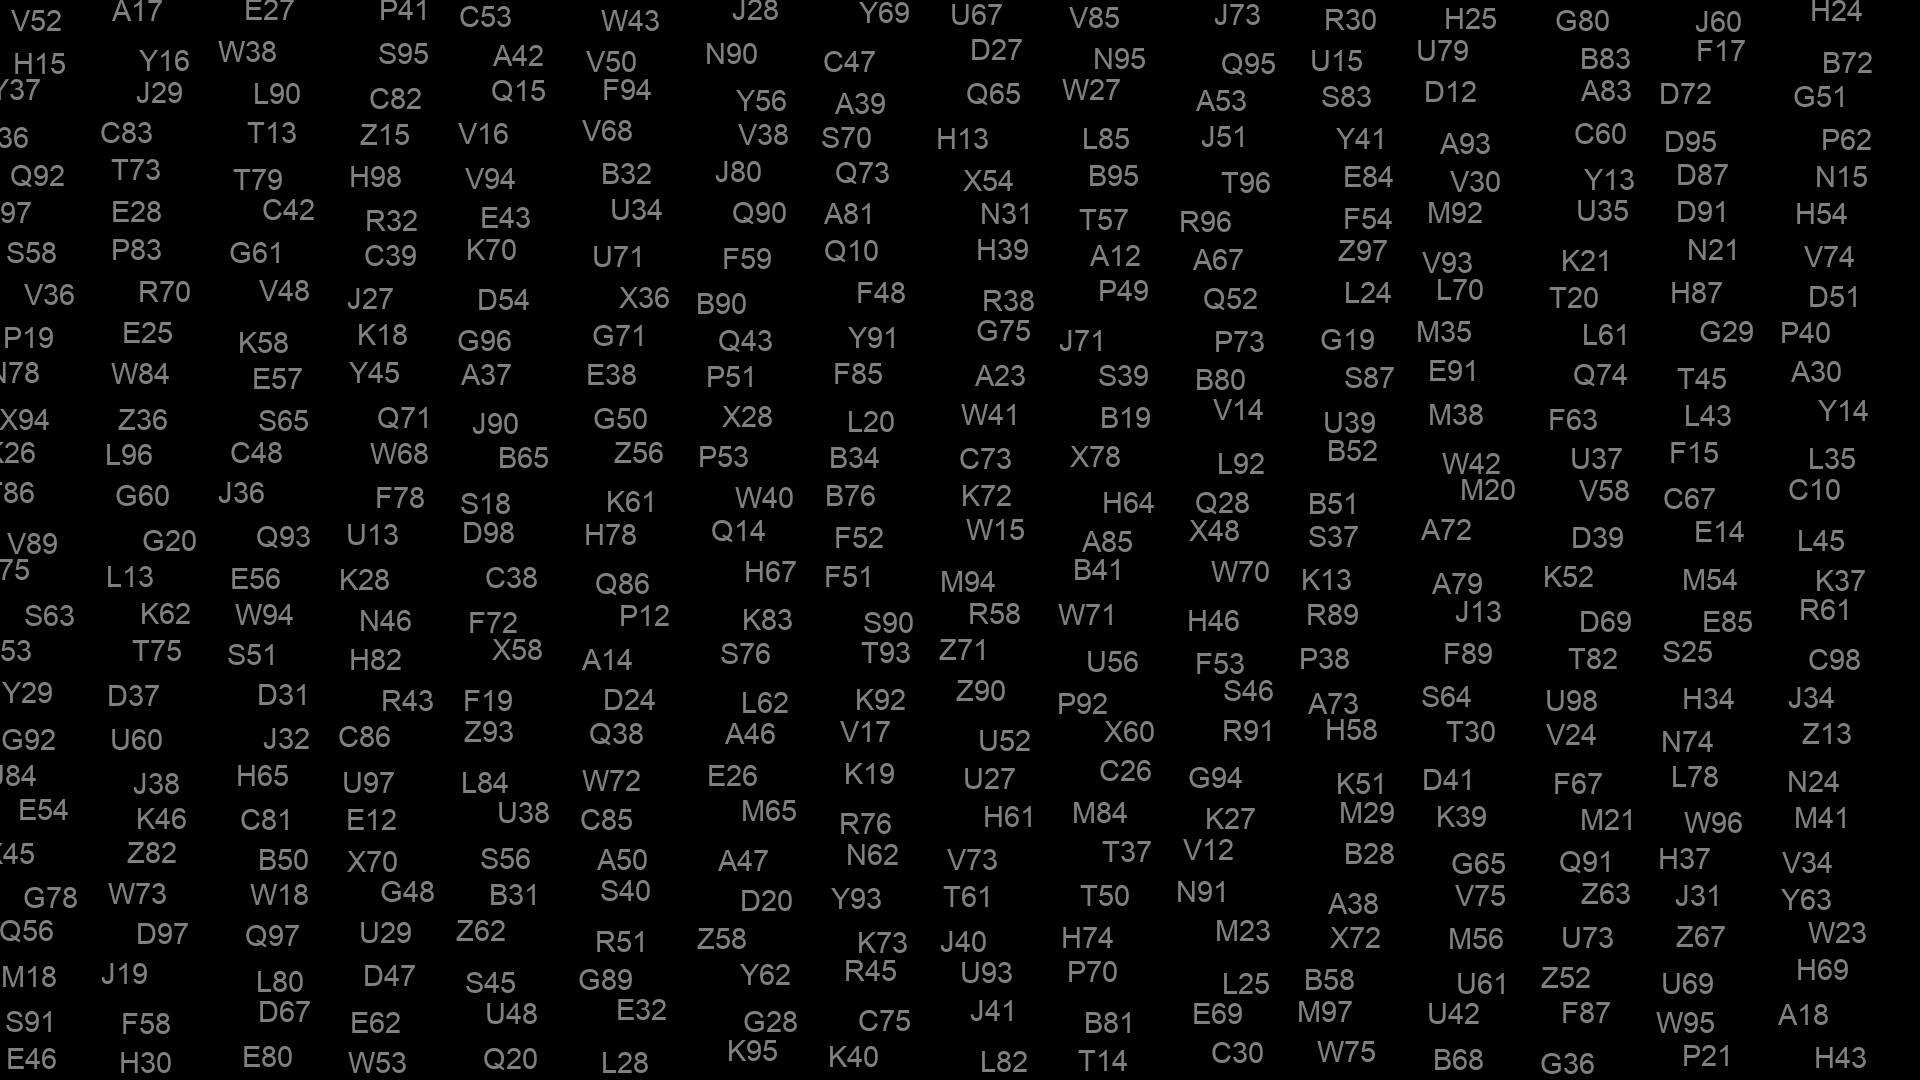 V52 A17 E27 P41 C53 W43 J28 Y69 U67 V85 J73 R30 H25 G80 J60 H24
H15 Y16 W38 S95 A42 V50 N90 C47 D27 N95 Q95 U15 U79 B83 F17 B72
Y37 J29 L90 C82 Q15 F94 Y56 A39 Q65 W27 A53 S83 D12 A83 D72 G51
36 C83 T13 Z15 V16 V68 V38 S70 H13 L85 J51 Y41 A93 C60 D95 P62
Q92 T73 T79 H98 V94 B32 J80 Q73 X54 B95 T96 E84 V30 Y13 D87 N15
97 E28 C42 R32 E43 U34 Q90 A81 N31 T57 R96 F54 M92 U35 D91 H54
S58 P83 G61 C39 K70 U71 F59 Q10 H39 A12 A67 Z97 V93 K21 N21 V74
V36 R70 V48 J27 D54 X36 B90 F48 R38 P49 Q52 L24 L70 T20 H87 D51
P19 E25 K58 K18 G96 G71 Q43 Y91 G75 J71 P73 G19 M35 L61 G29 P40
N78 W84 E57 Y45 A37 E38 P51 F85 A23 S39 B80 S87 E91 Q74 T45 A30
X94 Z36 S65 Q71 J90 G50 X28 L20 W41 B19 V14 U39 M38 F63 L43 Y14
K26 L96 C48 W68 B65 Z56 P53 B34 C73 X78 L92 B52 W42 U37 F15 L35
86 G60 J36 F78 S18 K61 W40 B76 K72 H64 Q28 B51 M20 V58 C67 C10
V89 G20 Q93 U13 D98 H78 Q14 F52 W15 A85 X48 S37 A72 D39 E14 L45
75 L13 E56 K28 C38 Q86 H67 F51 M94 B41 W70 K13 A79 K52 M54 K37
S63 K62 W94 N46 F72 P12 K83 S90 R58 W71 H46 R89 J13 D69 E85 R61
53 T75 S51 H82 X58 A14 S76 T93 Z71 U56 F53 P38 F89 T82 S25 C98
Y29 D37 D31 R43 F19 D24 L62 K92 Z90 P92 S46 A73 S64 U98 H34 J34
G92 U60 J32 C86 Z93 Q38 A46 V17 U52 X60 R91 H58 T30 V24 N74 Z13
84 J38 H65 U97 L84 W72 E26 K19 U27 C26 G94 K51 D41 F67 L78 N24
E54 K46 C81 E12 U38 C85 M65 R76 H61 M84 K27 M29 K39 M21 W96 M41
45 Z82 B50 X70 S56 A50 A47 N62 V73 T37 V12 B28 G65 Q91 H37 V34
G78 W73 W18 G48 B31 S40 D20 Y93 T61 T50 N91 A38 V75 Z63 J31 Y63
Q56 D97 Q97 U29 Z62 R51 Z58 K73 J40 H74 M23 X72 M56 U73 Z67 W23
M18 J19 L80 D47 S45 G89 Y62 R45 U93 P70 L25 B58 U61 Z52 U69 H69
S91 F58 D67 E62 U48 E32 G28 C75 J41 B81 E69 M97 U42 F87 W95 A18
E46 H30 E80 W53 Q20 L28 K95 K40 L82 T14 C30 W75 B68 G36 P21 H43